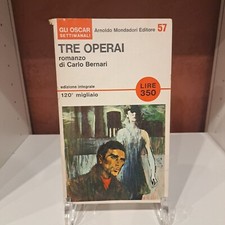 GLI OSCAR
SETTIMANALI
Arnoldo Mondadori Editore 57
TRE OPERAI
romanzo
di Carlo Bernari
edizione integrale
120° migliaio
LIRE
350